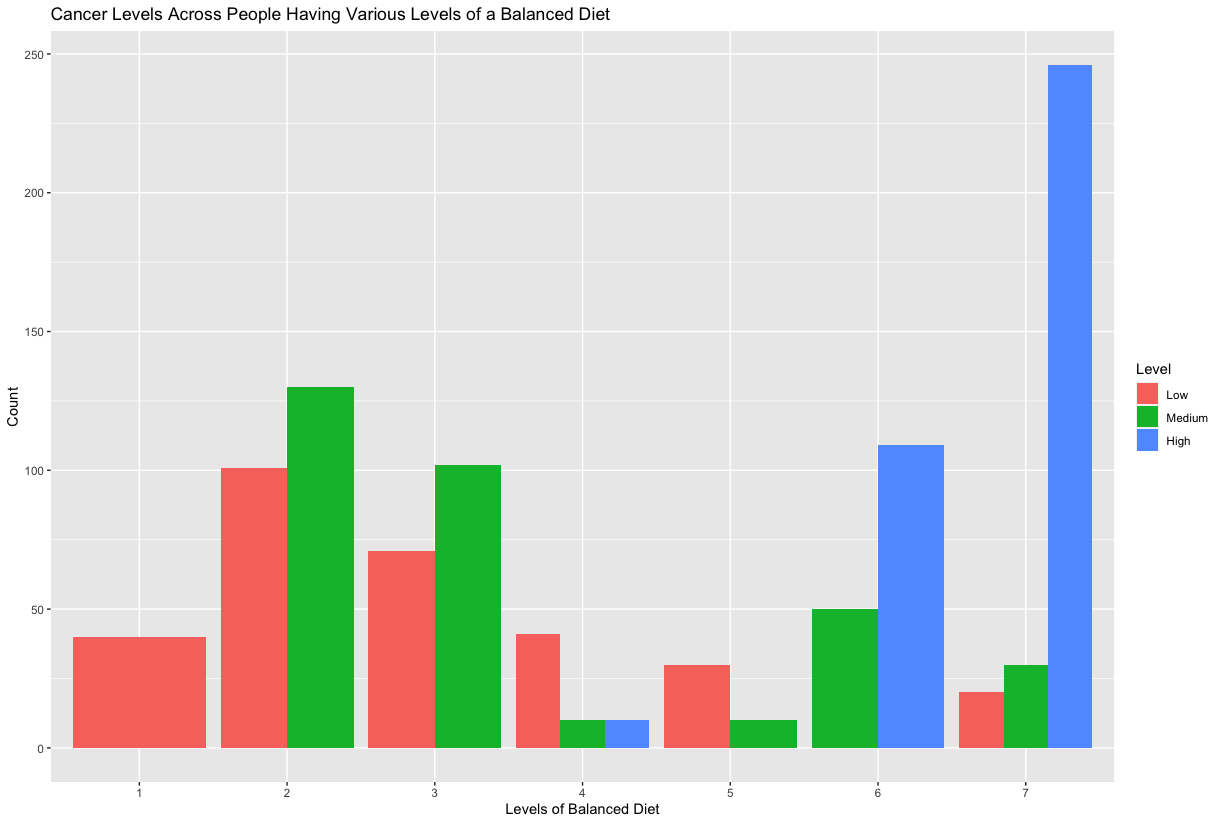 Cancer Levels Across People Having Various Levels of a Balanced Diet
250
200
150
100
50
0
Count
1 2 3 4 5 6 7
Levels of Balanced Diet
Level
Low
Medium
High